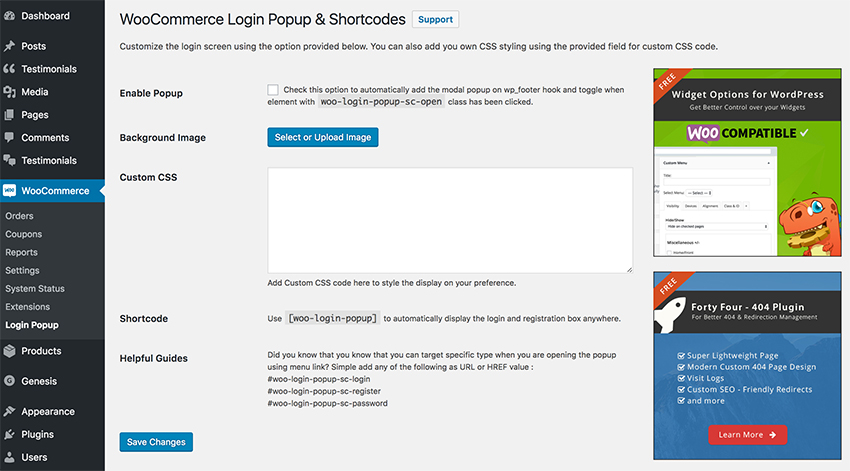 Dashboard
Posts
Testimonials
Media
Pages
Comments
Testimonials
WOO
WooCommerce
Orders
Coupons
Reports
Settings
System Status
Extensions
Login Popup
Products
Genesis
Appearance
Plugins
Users
WooCommerce Login Popup & Shortcodes
Support
Customize the login screen using the option provided below. You can also add you own CSS styling using the provided field for custom CSS code.
Enable Popup
Check this option to automatically add the modal popup on wp_footer hook and toggle when
element with woo-login-popup-sc-open class has been clicked.
Background Image
Select or Upload Image
Custom CSS
Add Custom CSS code here to style the display on your preference.
Shortcode
Use [woo-login-popup] to automatically display the login and registration box anywhere.
Helpful Guides
Did you know that you know that you can target specific type when you are opening the popup
using menu link? Simple add any of the following as URL or HREF value :
#woo-login-popup-sc-login
#woo-login-popup-sc-register
#woo-login-popup-sc-password
Save Changes
FREE
Widget Options for WordPress
Get Better Control over your Widgets
WOO COMPATIBLE
Custom Menu
Title:
Select Menu: — Select —
Visibility Devices Alignment Class & ID +
Hide/Show
Hide on checked pages
Miscellaneous +/-
FREE
Forty Four - 404 Plugin
For Better 404 & Redirection Management
Super Lightweight Page
Modern Custom 404 Page Design
Visit Logs
Custom SEO - Friendly Redirects
and more
Learn More